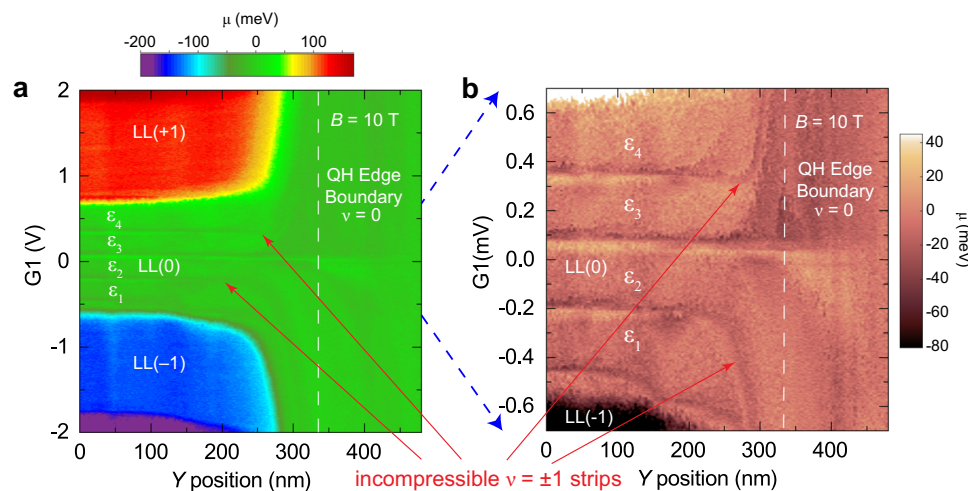 μ (meV)
-200 -100 0 100
a
2
1
0
-1
-2
G1 (V)
LL(+1)
ε4
ε3
LL(0)
ε2
ε1
LL(−1)
B = 10 T
QH Edge
Boundary
ν = 0
0 100 200 300 400
Y position (nm)
b
0.6
0.4
0.2
0.0
-0.2
-0.4
-0.6
G1(mV)
ε4
ε3
LL(0)
ε2
ε1
LL(-1)
B = 10 T
QH Edge
Boundary
ν = 0
0 100 200 300 400
Y position (nm)
40
20
0
-20
-40
-60
-80
μ (meV)
incompressible ν = ±1 strips